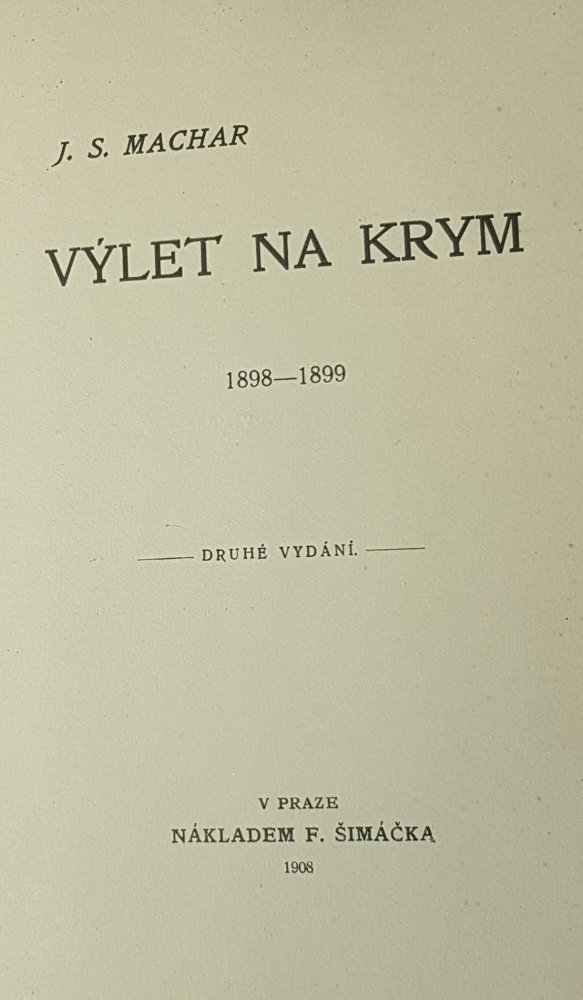 J. S. MACHAR
VÝLET NA KRYM
1898—1899
DRUHÉ VYDÁNÍ.
V PRAZE
NÁKLADEM F. ŠIMÁČKA
1908